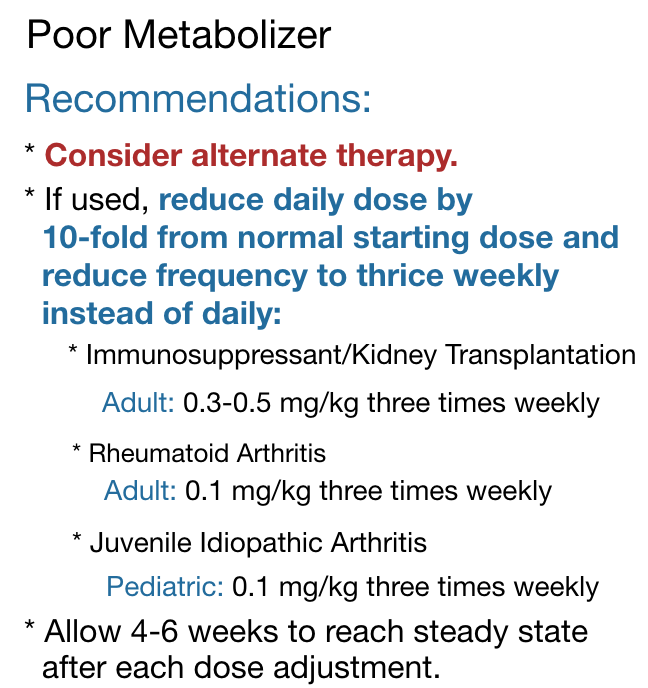 Poor Metabolizer
Recommendations:
* Consider alternate therapy.
* If used, reduce daily dose by
10-fold from normal starting dose and
reduce frequency to thrice weekly
instead of daily:
* Immunosuppressant/Kidney Transplantation
Adult: 0.3-0.5 mg/kg three times weekly
* Rheumatoid Arthritis
Adult: 0.1 mg/kg three times weekly
* Juvenile Idiopathic Arthritis
Pediatric: 0.1 mg/kg three times weekly
* Allow 4-6 weeks to reach steady state
after each dose adjustment.